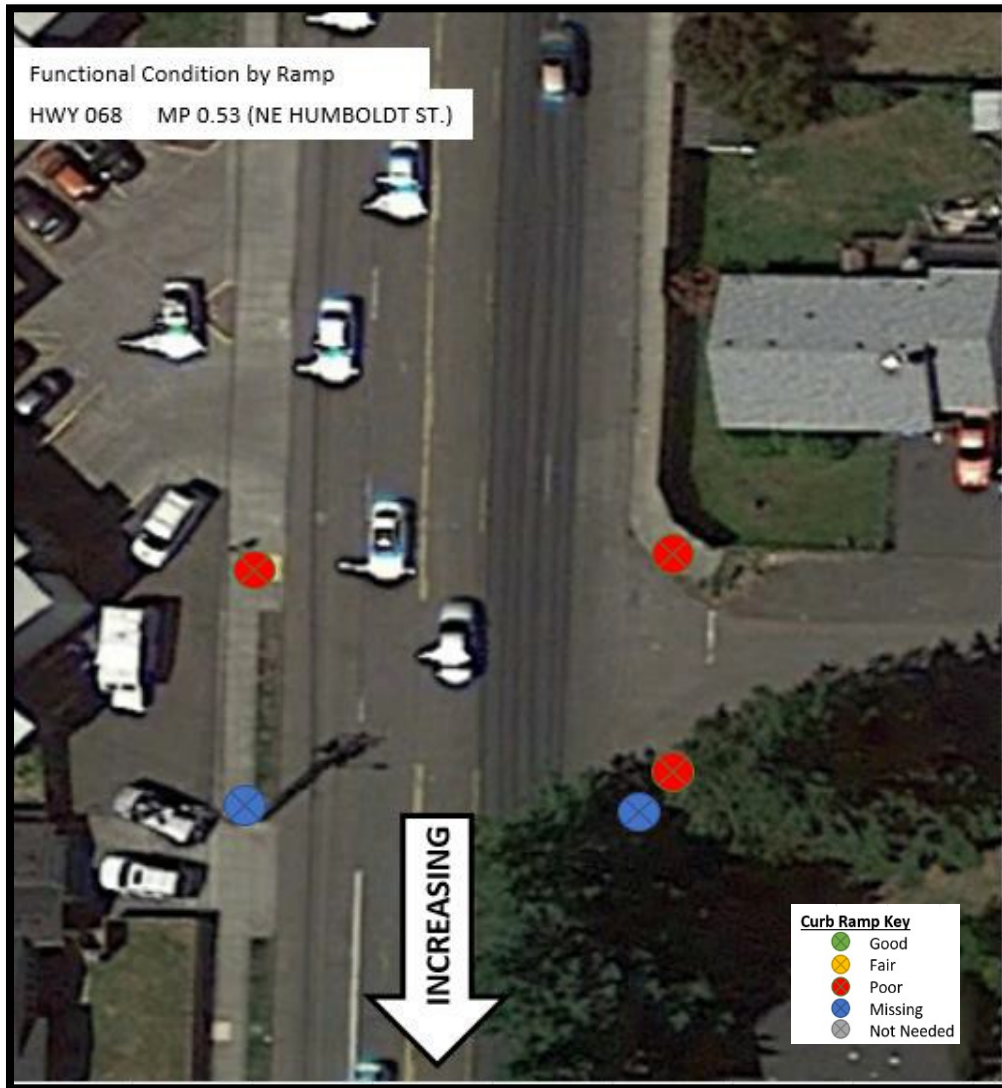 Functional Condition by Ramp
HWY 068 MP 0.53 (NE HUMBOLDT ST.)
INCREASING
Curb Ramp Key
Good
Fair
Poor
Missing
Not Needed